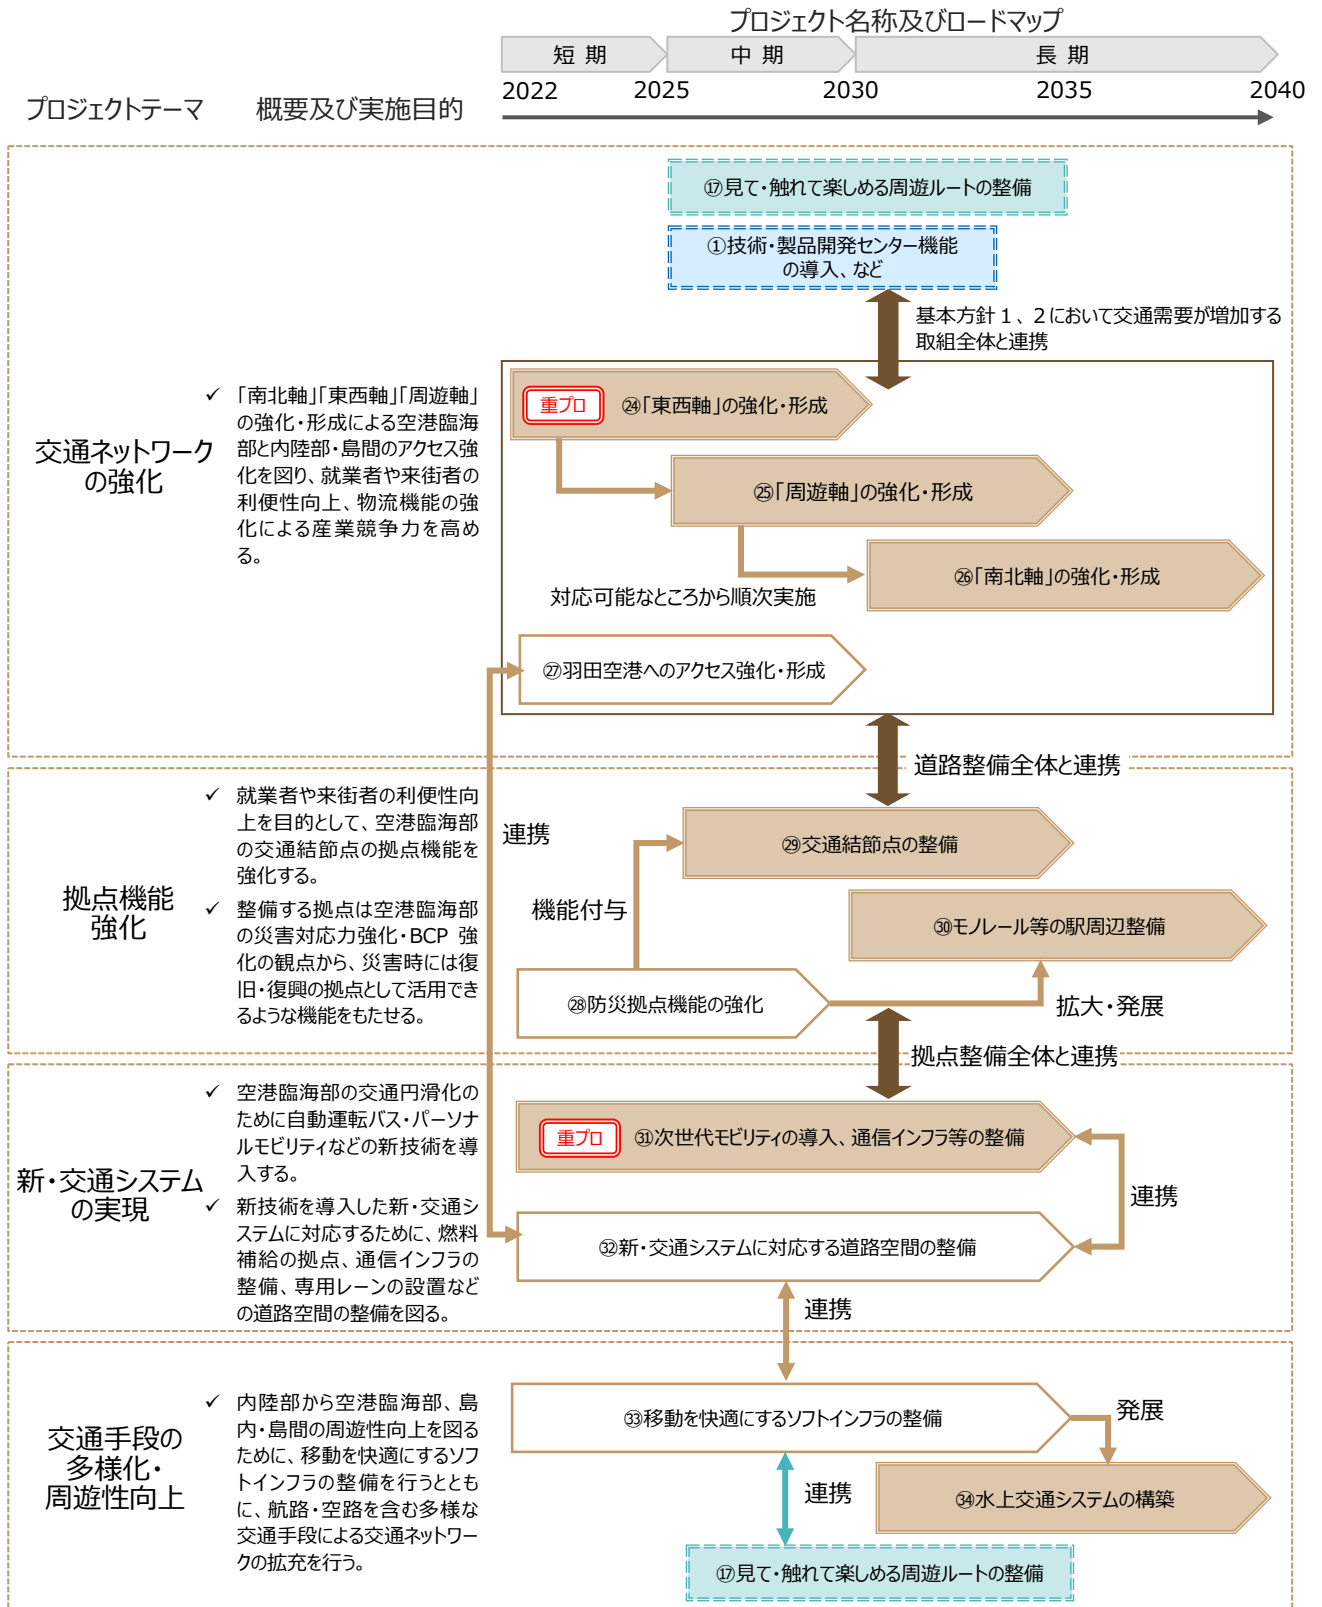 プロジェクト名称及びロードマップ
短 期
中 期
長 期
2022
2025
2030
2035
2040
プロジェクトテーマ
概要及び実施目的
⑰見て・触れて楽しめる周遊ルートの整備
①技術・製品開発センター機能
の導入、など
基本方針１、２において交通需要が増加する
取組全体と連携
交通ネットワーク
の強化
✓ 「南北軸」「東西軸」「周遊軸」
の強化・形成による空港臨海
部と内陸部・島間のアクセス強
化を図り、就業者や来街者の
利便性向上、物流機能の強
化による産業競争力を高め
る。
重プロ
㉔「東西軸」の強化・形成
㉕「周遊軸」の強化・形成
㉖「南北軸」の強化・形成
対応可能なところから順次実施
㉗羽田空港へのアクセス強化・形成
道路整備全体と連携
拠点機能
強化
✓ 就業者や来街者の利便性向
上を目的として、空港臨海部
の交通結節点の拠点機能を
強化する。
✓ 整備する拠点は空港臨海部
の災害対応力強化・BCP 強
化の観点から、災害時には復
旧・復興の拠点として活用でき
るような機能をもたせる。
連携
㉙交通結節点の整備
機能付与
㉚モノレール等の駅周辺整備
㉘防災拠点機能の強化
拡大・発展
拠点整備全体と連携
新・交通システム
の実現
✓ 空港臨海部の交通円滑化の
ために自動運転バス・パーソナ
ルモビリティなどの新技術を導
入する。
✓ 新技術を導入した新・交通シ
ステムに対応するために、燃料
補給の拠点、通信インフラの
整備、専用レーンの設置など
の道路空間の整備を図る。
重プロ
㉛次世代モビリティの導入、通信インフラ等の整備
連携
㉜新・交通システムに対応する道路空間の整備
連携
交通手段の
多様化・
周遊性向上
✓ 内陸部から空港臨海部、島
内・島間の周遊性向上を図る
ために、移動を快適にするソフ
トインフラの整備を行うととも
に、航路・空路を含む多様な
交通手段による交通ネットワー
クの拡充を行う。
㉝移動を快適にするソフトインフラの整備
発展
連携
㉞水上交通システムの構築
⑰見て・触れて楽しめる周遊ルートの整備